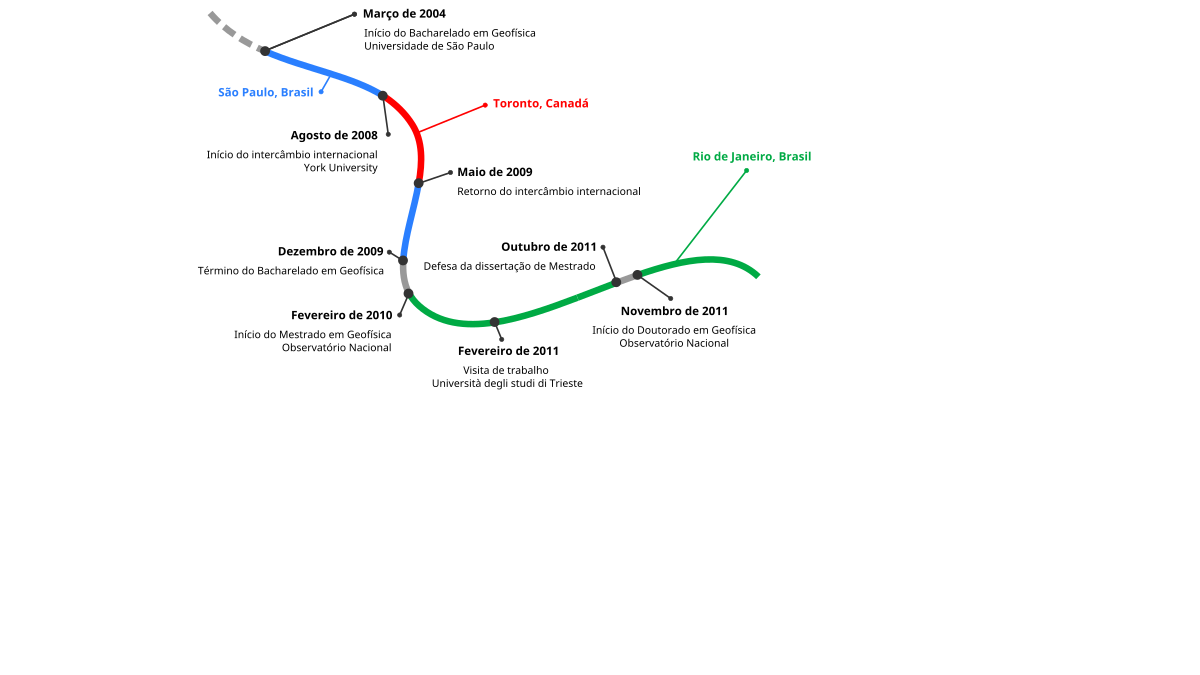 Março de 2004
Início do Bacharelado em Geofísica
Universidade de São Paulo
São Paulo, Brasil
Toronto, Canadá
Agosto de 2008
Início do intercâmbio internacional
York University
Maio de 2009
Retorno do intercâmbio internacional
Rio de Janeiro, Brasil
Dezembro de 2009
Término do Bacharelado em Geofísica
Outubro de 2011
Defesa da dissertação de Mestrado
Fevereiro de 2010
Início do Mestrado em Geofísica
Observatório Nacional
Novembro de 2011
Início do Doutorado em Geofísica
Observatório Nacional
Fevereiro de 2011
Visita de trabalho
Università degli studi di Trieste